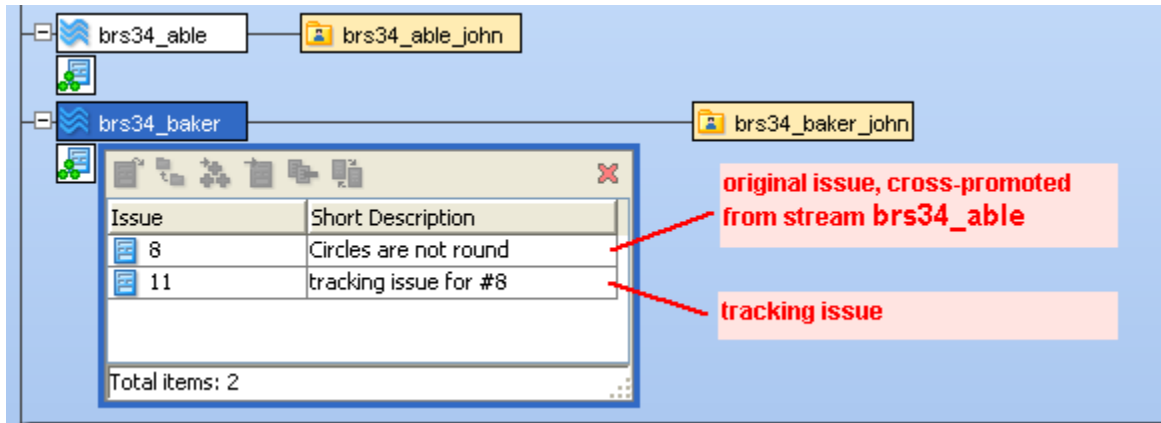 brs34_able brs34_able_john
brs34_baker brs34_baker_john
Issue Short Description
8 Circles are not round
11 tracking issue for #8
Total items: 2
original issue, cross-promoted
from stream brs34_able
tracking issue